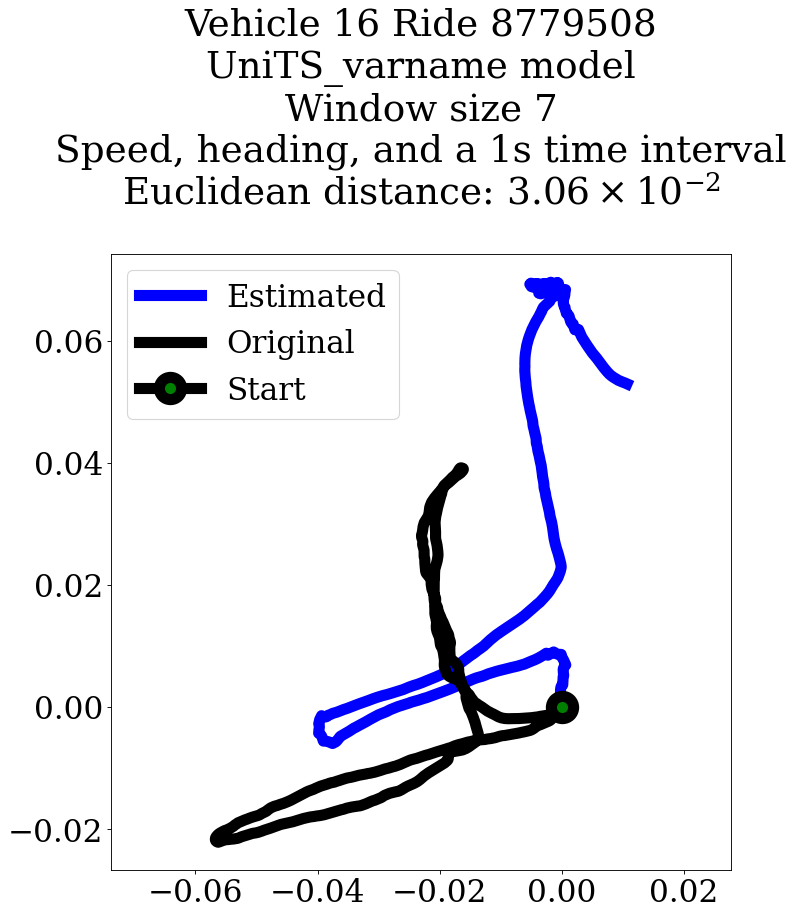 Vehicle 16 Ride 8779508
UniTS_varname model
Window size 7
Speed, heading, and a 1s time interval
Euclidean distance: 3.06 × 10⁻²
Estimated
Original
Start
0.06
0.04
0.02
0.00
−0.02
−0.06 −0.04 −0.02 0.00 0.02